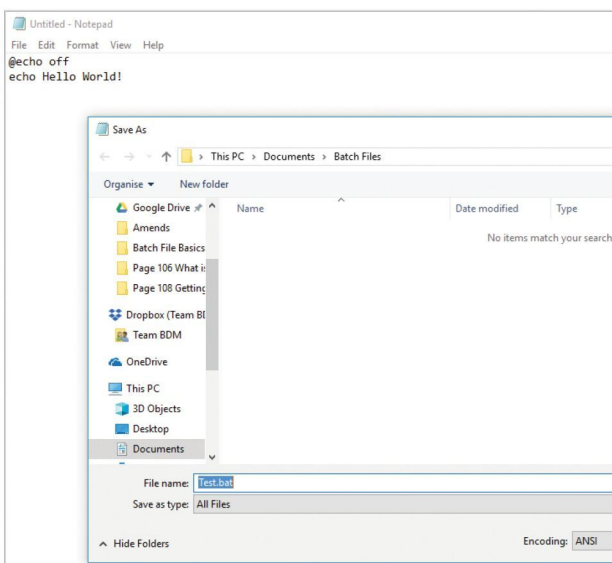 Untitled - Notepad
File Edit Format View Help
@echo off
echo Hello World!
Save As
This PC > Documents > Batch Files
Organise New folder
Name Date modified Type
No items match your search
Google Drive
Amends
Batch File Basics
Page 106 What is
Page 108 Getting
Dropbox (Team
Team BDM
OneDrive
This PC
3D Objects
Desktop
Documents
File name: Test.bat
Save as type: All Files
Hide Folders
Encoding: ANSI